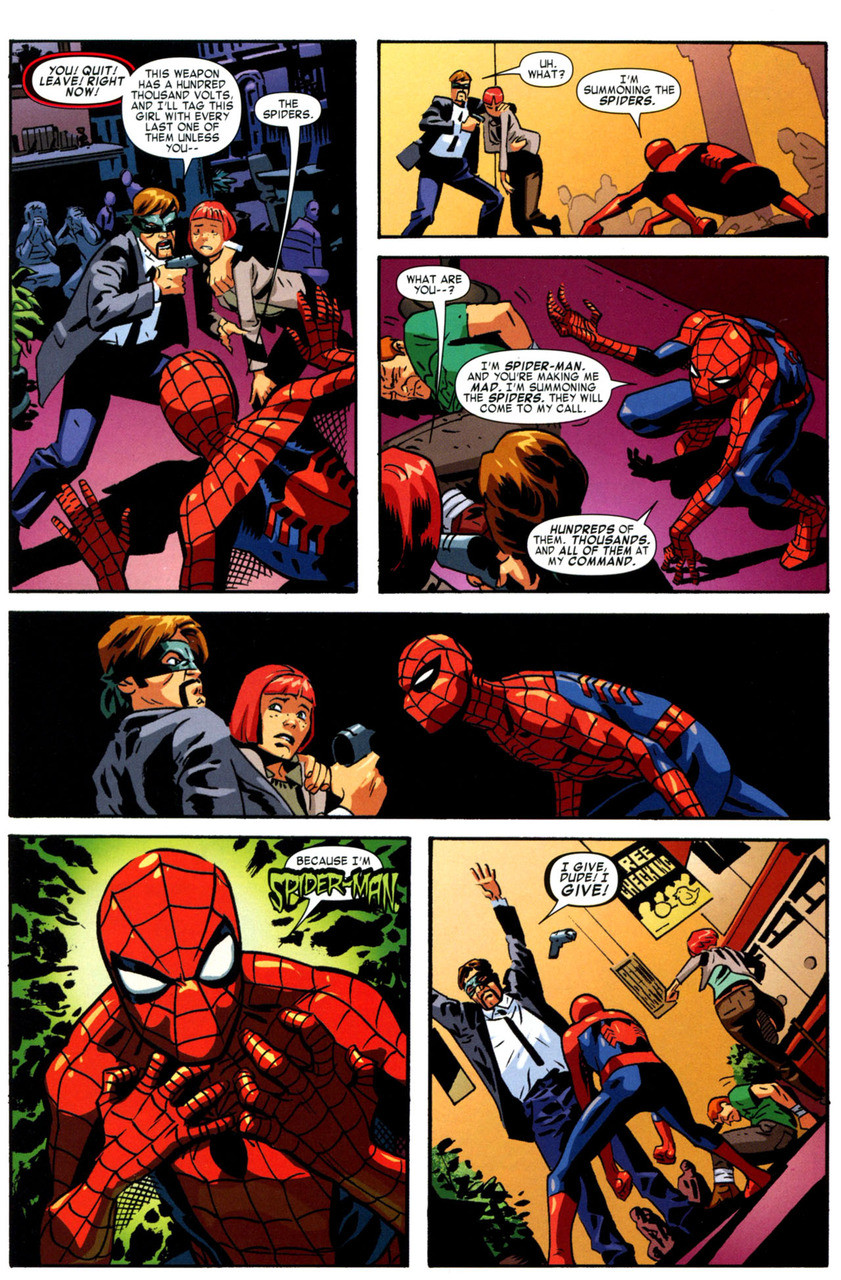 YOU! QUIT!
LEAVE! RIGHT
NOW!
THIS WEAPON
HAS A HUNDRED
THOUSAND VOLTS,
AND I'LL TAG THIS
GIRL WITH EVERY
LAST ONE OF
THEM UNLESS
YOU--
THE
SPIDERS.
UH.
WHAT?
I'M
SUMMONING THE
SPIDERS.
WHAT ARE
YOU--?
I'M SPIDER-MAN.
AND YOU'RE MAKING ME
MAD. I'M SUMMONING
THE SPIDERS. THEY WILL
COME TO MY CALL.
HUNDREDS OF
THEM. THOUSANDS.
AND ALL OF THEM AT
MY COMMAND.
BECAUSE I'M
SPIDER-MAN.
I GIVE,
DUDE! I
GIVE!
REE
CHECKING